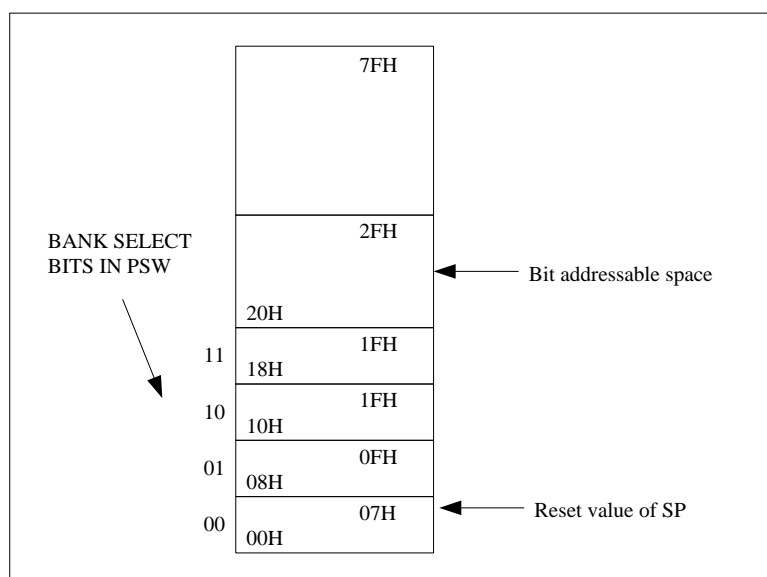 7FH
2FH
BANK SELECT
BITS IN PSW
Bit addressable space
20H
1FH
11
18H
1FH
10
10H
0FH
01
08H
07H
Reset value of SP
00
00H